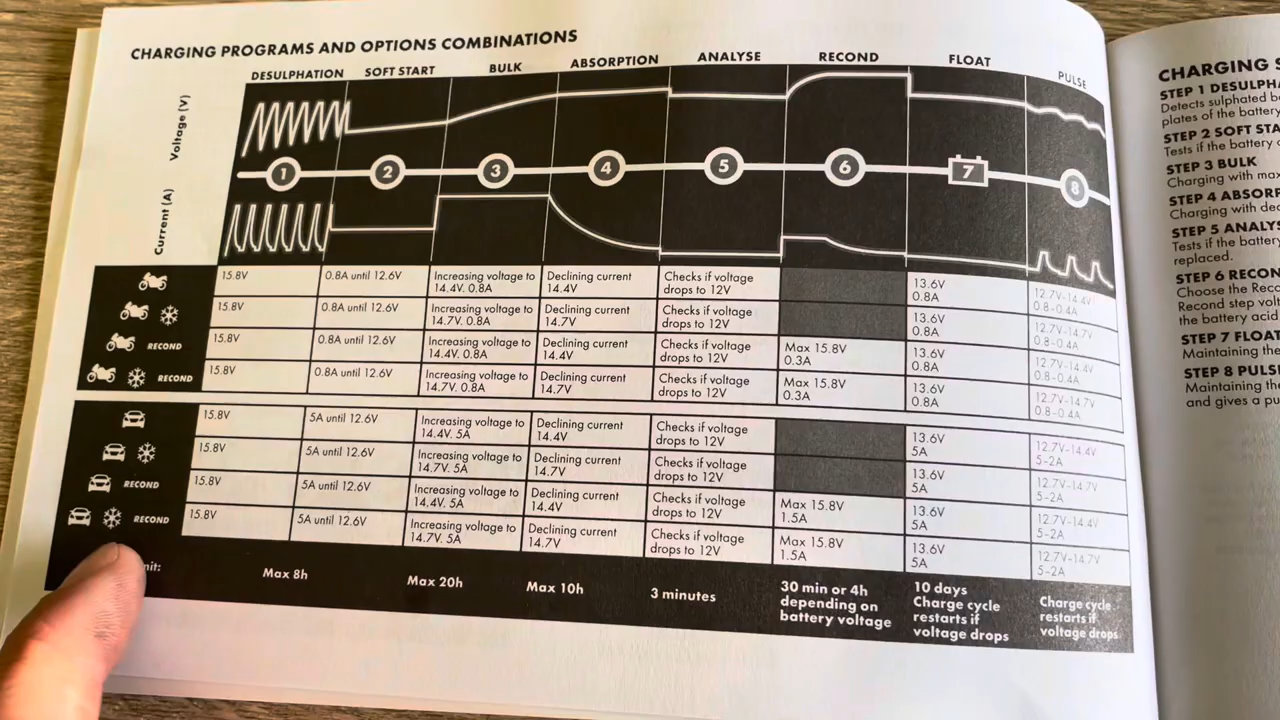 CHARGING PROGRAMS AND OPTIONS COMBINATIONS
DESULPHATION SOFT START BULK ABSORPTION ANALYSE RECOND FLOAT PULSE
Voltage (V)
1 2 3 4 5 6 7 8
Current (A)
15.8V 0.8A until 12.6V Increasing voltage to 14.4V. 0.8A Declining current 14.4V Checks if voltage drops to 12V 13.6V 0.8A 12.7V-14.4V 0.8-0.4A
15.8V 0.8A until 12.6V Increasing voltage to 14.7V. 0.8A Declining current 14.7V Checks if voltage drops to 12V 13.6V 0.8A 12.7V-14.7V 0.8-0.4A
RECOND 15.8V 0.8A until 12.6V Increasing voltage to 14.4V. 0.8A Declining current 14.4V Checks if voltage drops to 12V Max 15.8V 0.3A 13.6V 0.8A 12.7V-14.4V 0.8-0.4A
RECOND 15.8V 0.8A until 12.6V Increasing voltage to 14.7V. 0.8A Declining current 14.7V Checks if voltage drops to 12V Max 15.8V 0.3A 13.6V 0.8A 12.7V-14.7V 0.8-0.4A
15.8V 5A until 12.6V Increasing voltage to 14.4V. 5A Declining current 14.4V Checks if voltage drops to 12V 13.6V 5A 12.7V-14.4V 5-2A
15.8V 5A until 12.6V Increasing voltage to 14.7V. 5A Declining current 14.7V Checks if voltage drops to 12V 13.6V 5A 12.7V-14.7V 5-2A
RECOND 15.8V 5A until 12.6V Increasing voltage to 14.4V. 5A Declining current 14.4V Checks if voltage drops to 12V Max 15.8V 1.5A 13.6V 5A 12.7V-14.4V 5-2A
RECOND 15.8V 5A until 12.6V Increasing voltage to 14.7V. 5A Declining current 14.7V Checks if voltage drops to 12V Max 15.8V 1.5A 13.6V 5A 12.7V-14.7V 5-2A
Max 8h Max 20h Max 10h 3 minutes 30 min or 4h depending on battery voltage 10 days Charge cycle restarts if voltage drops Charge cycle restarts if voltage drops
CHARGING
STEP 1
Detects sulphated
plates of the battery
STEP 2 SOFT
Tests if the battery
STEP 3 BULK
Charging with
STEP 4
Charging with
STEP 5
Tests if the battery
replaced.
STEP 6
Choose the
Recond step
the battery acid
STEP 7 FLOAT
Maintaining the
STEP 8
Maintaining the
and gives a